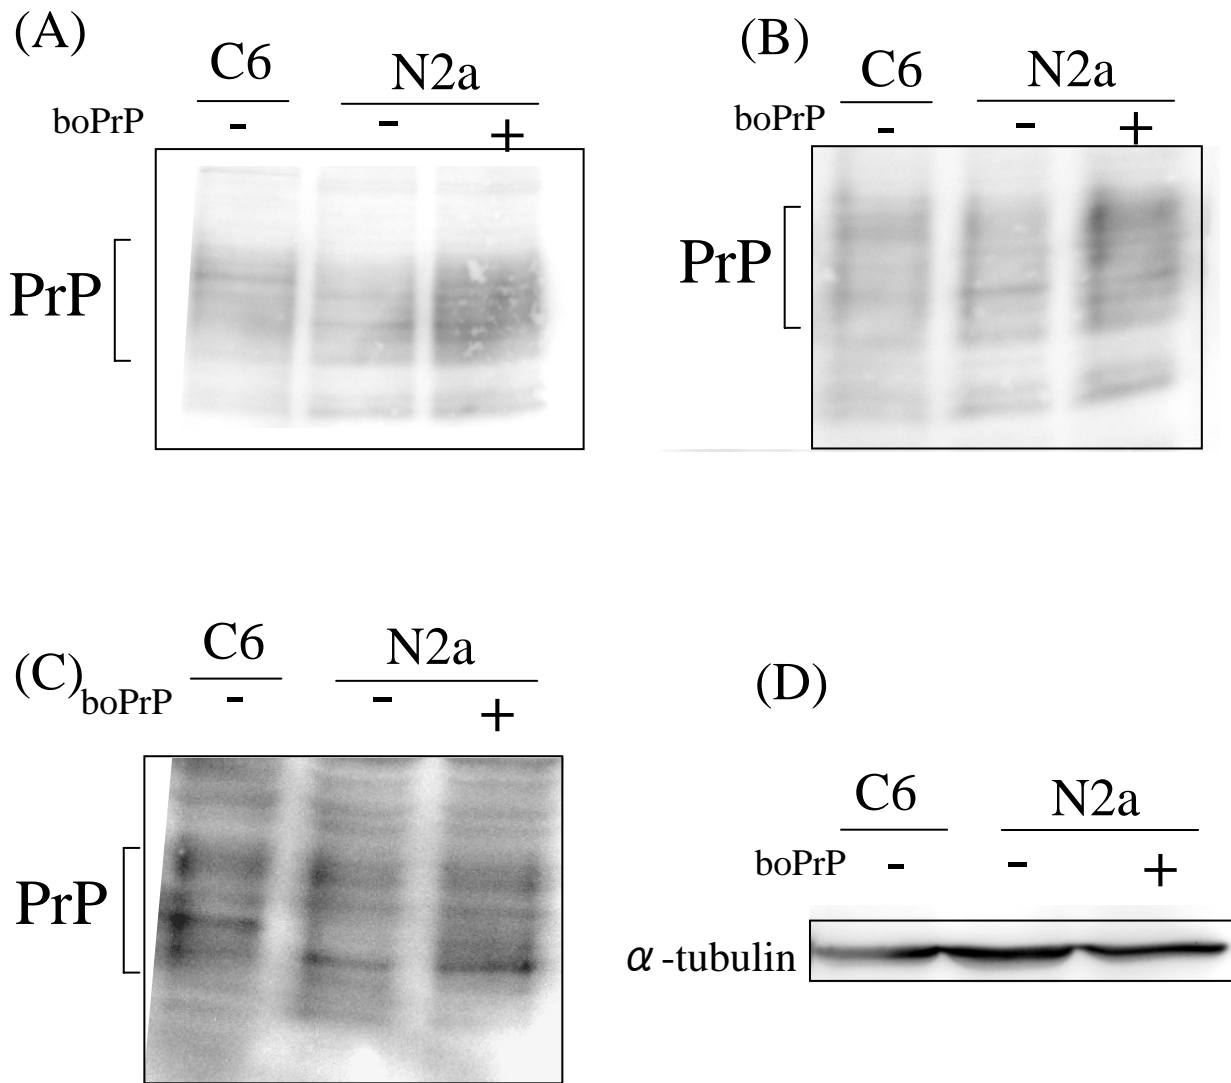 (A)
C6 N2a
boPrP - - +
PrP
(B)
C6 N2a
boPrP - - +
PrP
(C)
C6 N2a
boPrP - - +
PrP
(D)
C6 N2a
boPrP - - +
α-tubulin